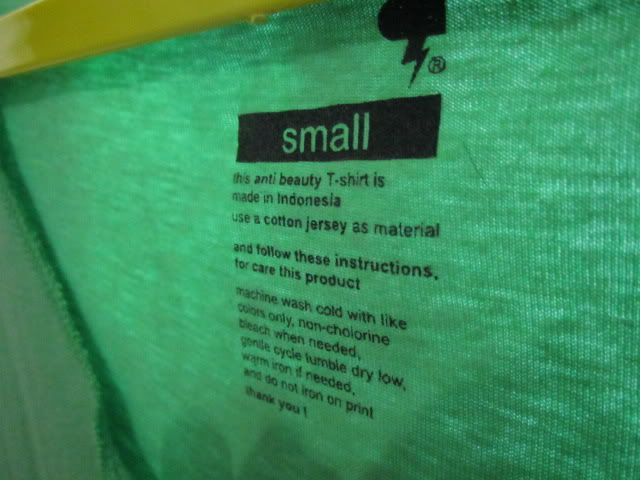 ®
small
this anti beauty T-shirt is
made in Indonesia
use a cotton jersey as material
and follow these instructions,
for care this product
machine wash cold with like
colors only, non-cholorine
bleach when needed,
gentle cycle tumble dry low,
warm iron if needed,
and do not iron on print
thank you !